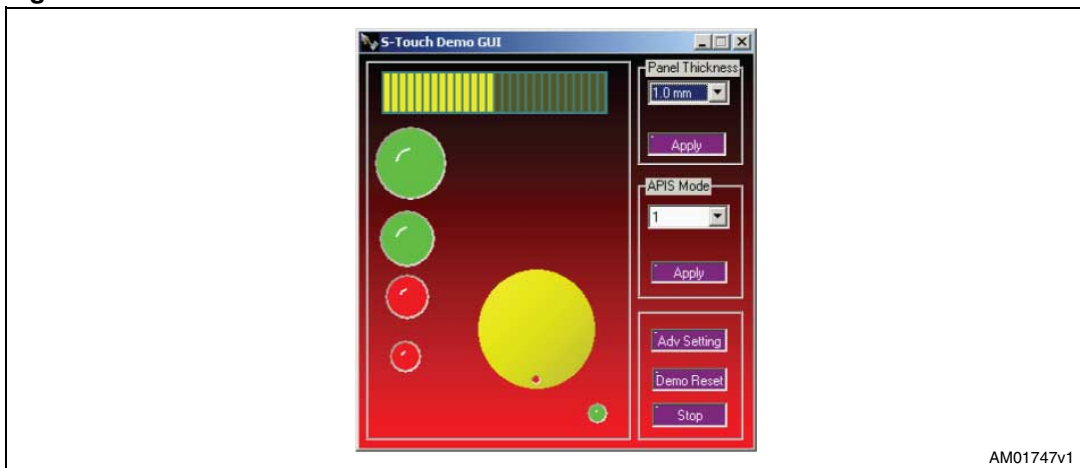 S-Touch Demo GUI
Panel Thickness
1.0 mm
Apply
APIS Mode
1
Apply
Adv Setting
Demo Reset
Stop
AM01747v1